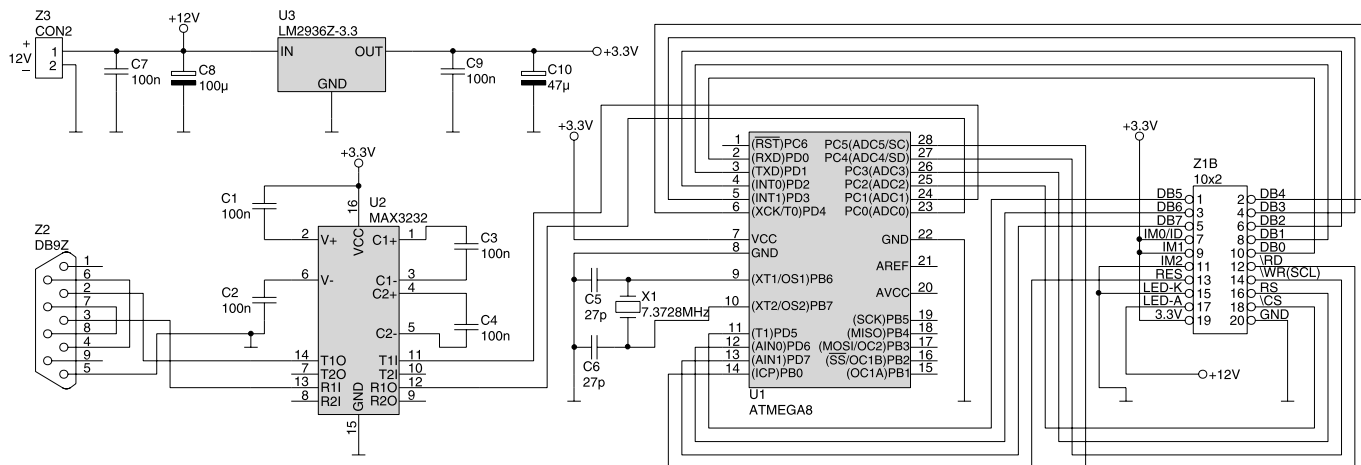 Z3
CON2
+
12V
–
1
2
+12V
C7
100n
C8
100µ
U3
LM2936Z-3.3
IN
OUT
GND
C9
100n
C10
47µ
+3.3V
+3.3V
C1
100n
C2
100n
U2
MAX3232
16
VCC
2 V+
6 V-
C1+ 1
C1- 3
C2+ 4
C2- 5
C3
100n
C4
100n
14 T1O
7 T2O
13 R1I
8 R2I
T1I 11
T2I 10
R1O 12
R2O 9
GND
15
Z2
DB9Z
1
6
2
7
3
8
4
9
5
+3.3V
C5
27p
C6
27p
X1
7.3728MHz
1 (RST)PC6
2 (RXD)PD0
3 (TXD)PD1
4 (INT0)PD2
5 (INT1)PD3
6 (XCK/T0)PD4
7 VCC
8 GND
9 (XT1/OS1)PB6
10 (XT2/OS2)PB7
11 (T1)PD5
12 (AIN0)PD6
13 (AIN1)PD7
14 (ICP)PB0
PC5(ADC5/SC) 28
PC4(ADC4/SD) 27
PC3(ADC3) 26
PC2(ADC2) 25
PC1(ADC1) 24
PC0(ADC0) 23
GND 22
AREF 21
AVCC 20
(SCK)PB5 19
(MISO)PB4 18
(MOSI/OC2)PB3 17
(SS/OC1B)PB2 16
(OC1A)PB1 15
U1
ATMEGA8
+3.3V
Z1B
10x2
DB5 1
DB6 3
DB7 5
IM0/ID 7
IM1 9
IM2 11
RES 13
LED-K 15
LED-A 17
3.3V 19
2 DB4
4 DB3
6 DB2
8 DB1
10 DB0
12 \RD
14 \WR(SCL)
16 RS
18 \CS
20 GND
+12V